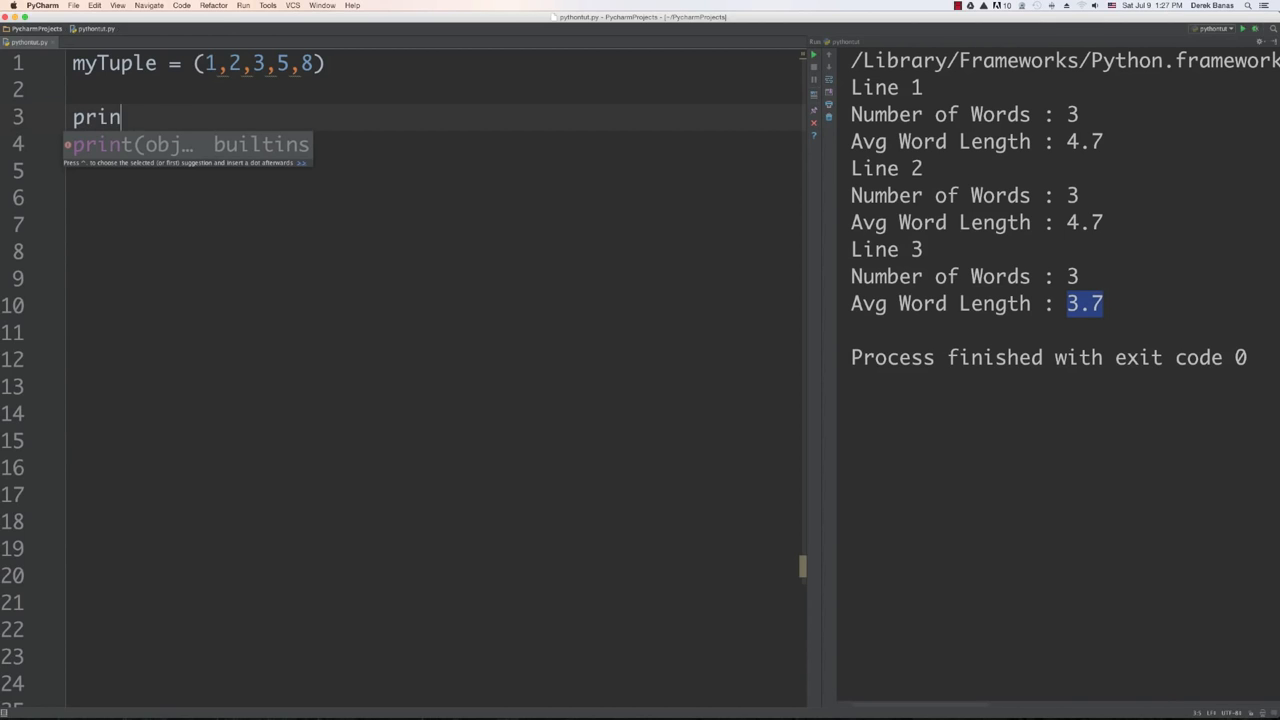 PyCharm File Edit View Navigate Code Refactor Run Tools VCS Window Help
10 Sat Jul 9 1:27 PM Derek Banas
pythontut.py - PycharmProjects - [~/PycharmProjects]
PycharmProjects pythontut.py pythontut
pythontut.py
Run pythontut
1 myTuple = (1,2,3,5,8)
2
3 prin
print(obj… builtins
Press ^. to choose the selected (or first) suggestion and insert a dot afterwards >>
4
5
6
7
8
9
10
11
12
13
14
15
16
17
18
19
20
21
22
23
24
/Library/Frameworks/Python.framework
Line 1
Number of Words : 3
Avg Word Length : 4.7
Line 2
Number of Words : 3
Avg Word Length : 4.7
Line 3
Number of Words : 3
Avg Word Length : 3.7
Process finished with exit code 0
3:5 LF÷ UTF-8÷